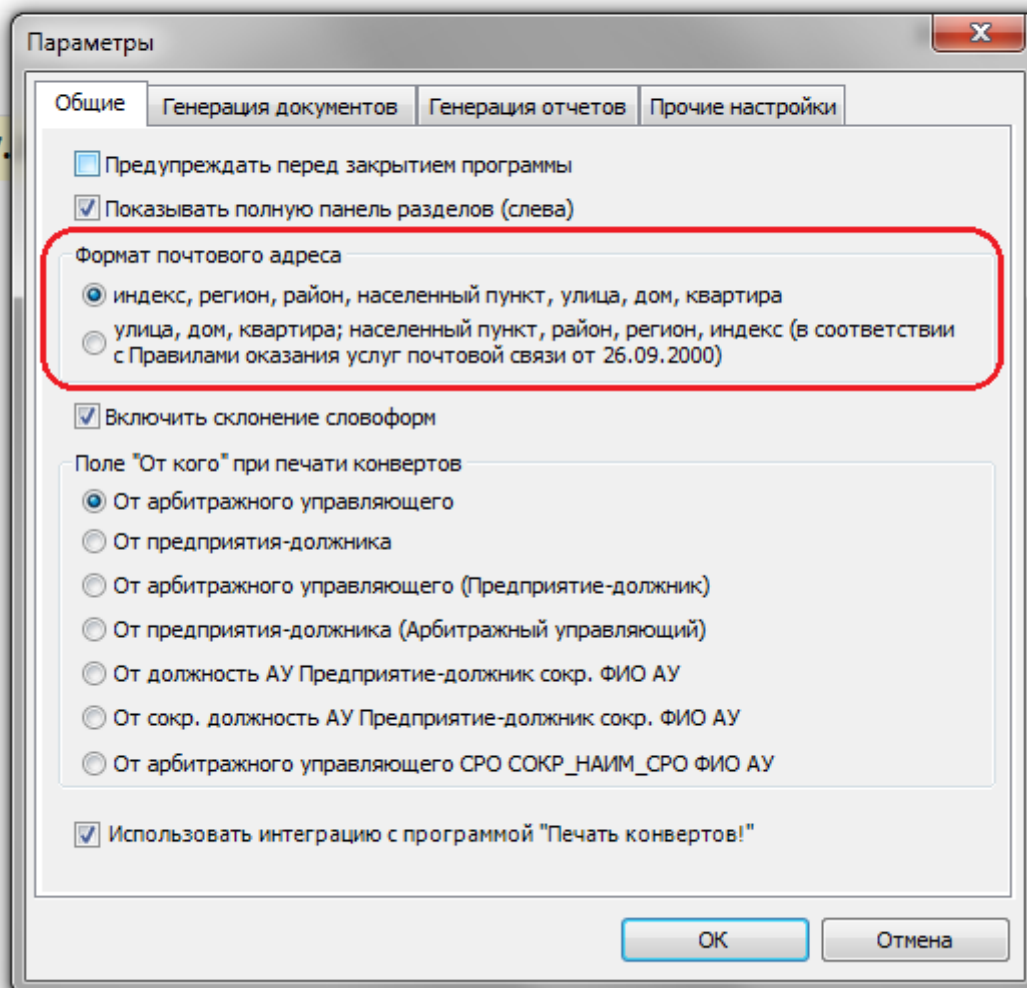 Параметры
Общие
Генерация документов
Генерация отчетов
Прочие настройки
Предупреждать перед закрытием программы
Показывать полную панель разделов (слева)
Формат почтового адреса
индекс, регион, район, населенный пункт, улица, дом, квартира
улица, дом, квартира; населенный пункт, район, регион, индекс (в соответствии
с Правилами оказания услуг почтовой связи от 26.09.2000)
Включить склонение словоформ
Поле "От кого" при печати конвертов
От арбитражного управляющего
От предприятия-должника
От арбитражного управляющего (Предприятие-должник)
От предприятия-должника (Арбитражный управляющий)
От должность АУ Предприятие-должник сокр. ФИО АУ
От сокр. должность АУ Предприятие-должник сокр. ФИО АУ
От арбитражного управляющего СРО СОКР_НАИМ_СРО ФИО АУ
Использовать интеграцию с программой "Печать конвертов!"
ОК
Отмена